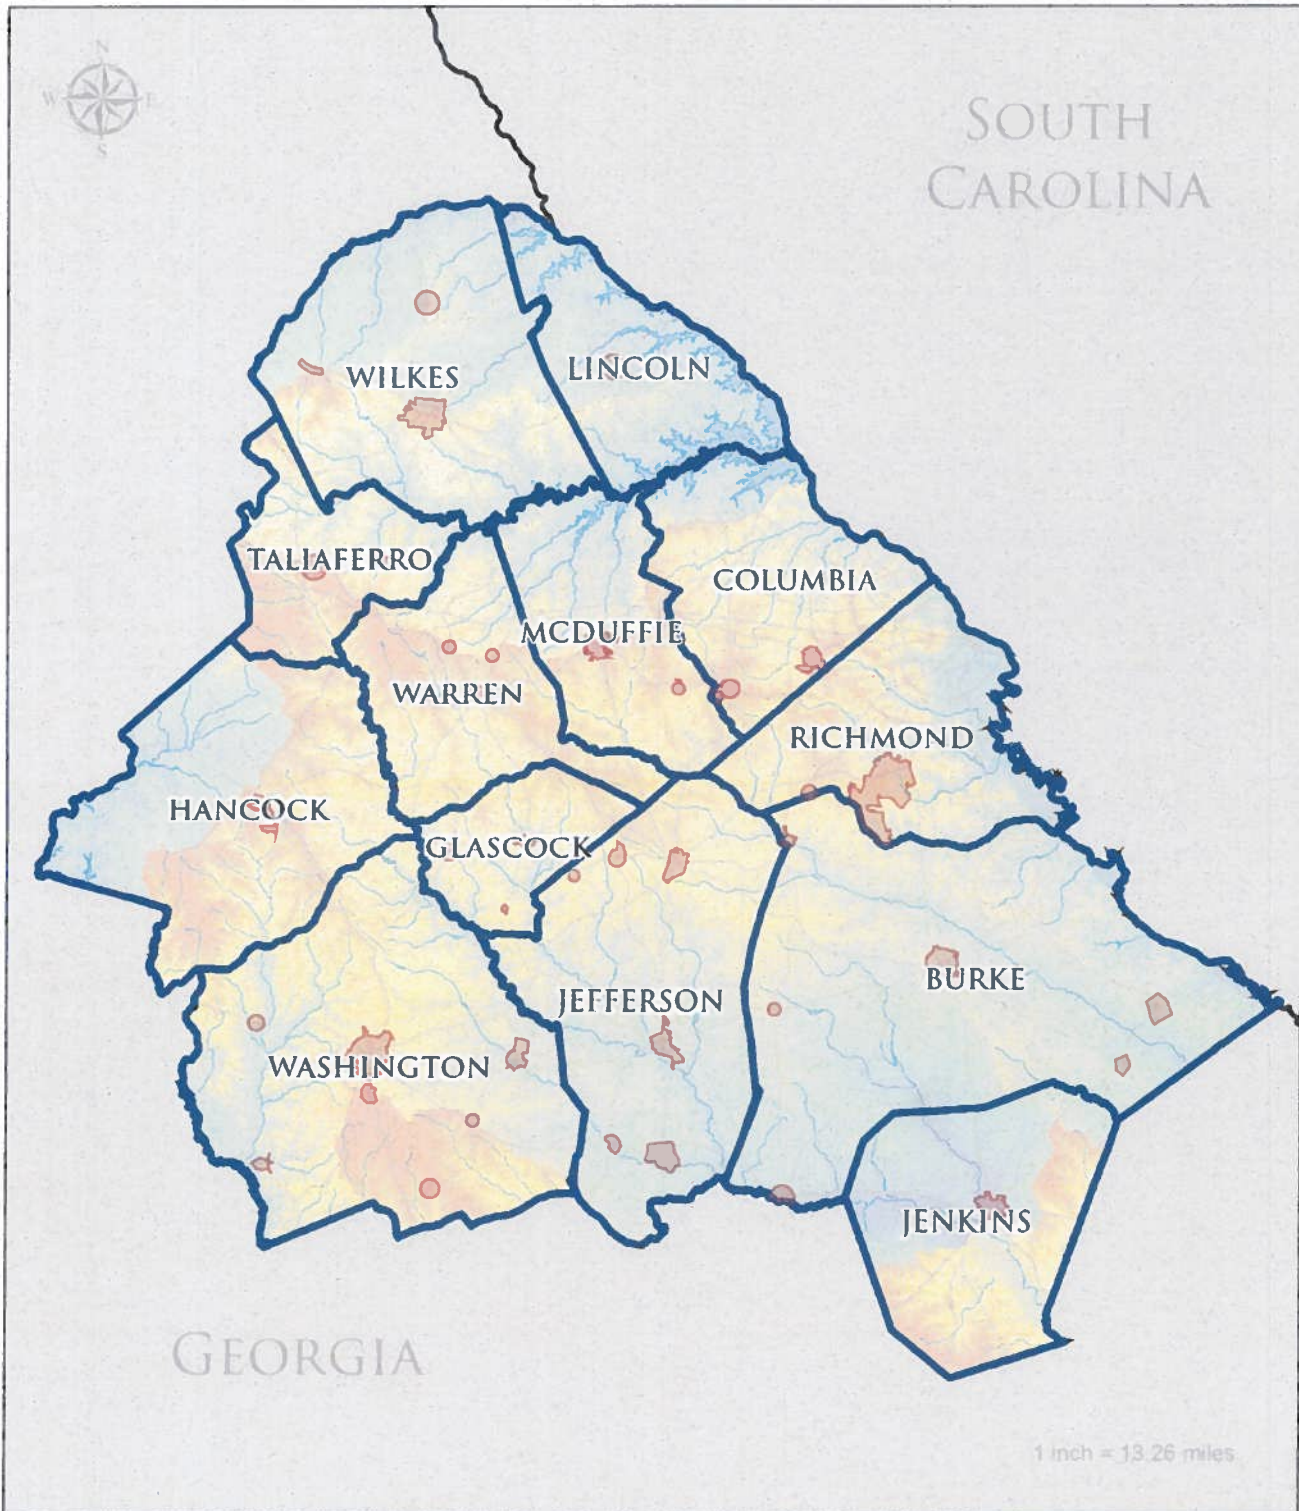 N
W E
S
SOUTH
CAROLINA
WILKES
LINCOLN
TALIAFERRO
COLUMBIA
MCDUFFIE
WARREN
RICHMOND
HANCOCK
GLASCOCK
BURKE
JEFFERSON
WASHINGTON
JENKINS
GEORGIA
1 inch = 13.26 miles